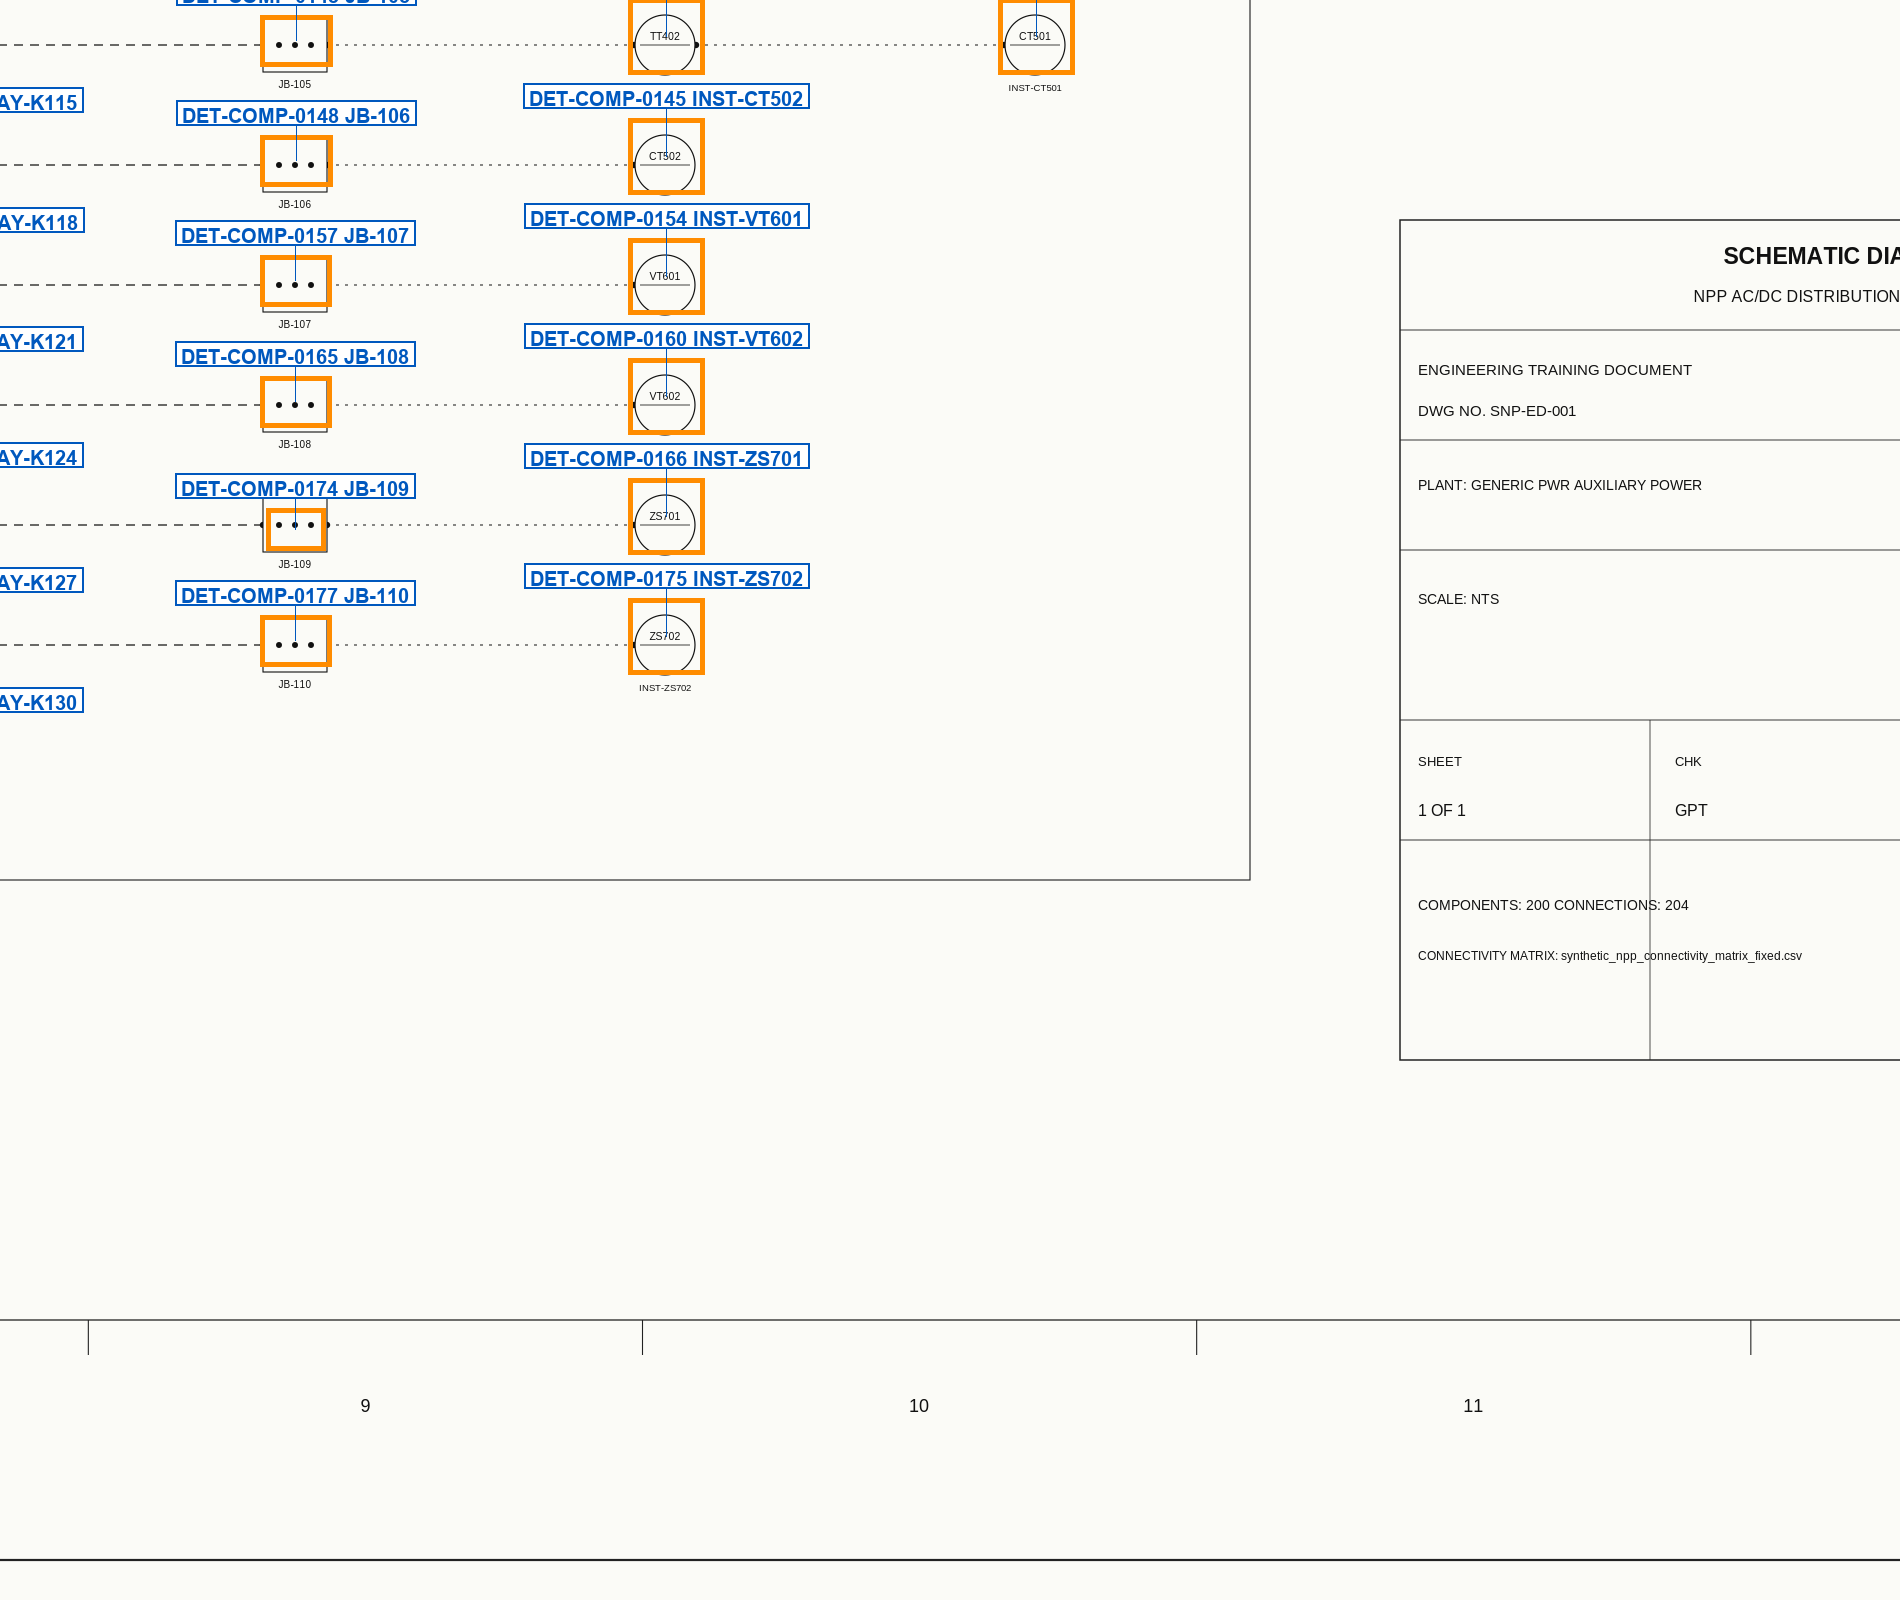 TT402
CT501
JB-105
INST-CT501
AY-K115
DET-COMP-0145 INST-CT502
DET-COMP-0148 JB-106
CT502
JB-106
AY-K118
DET-COMP-0154 INST-VT601
DET-COMP-0157 JB-107
VT601
JB-107
AY-K121
DET-COMP-0160 INST-VT602
DET-COMP-0165 JB-108
VT602
JB-108
AY-K124
DET-COMP-0166 INST-ZS701
DET-COMP-0174 JB-109
ZS701
JB-109
AY-K127
DET-COMP-0175 INST-ZS702
DET-COMP-0177 JB-110
ZS702
JB-110
INST-ZS702
AY-K130
SCHEMATIC DIA
NPP AC/DC DISTRIBUTION
ENGINEERING TRAINING DOCUMENT
DWG NO. SNP-ED-001
PLANT: GENERIC PWR AUXILIARY POWER
SCALE: NTS
SHEET
CHK
1 OF 1
GPT
COMPONENTS: 200 CONNECTIONS: 204
CONNECTIVITY MATRIX: synthetic_npp_connectivity_matrix_fixed.csv
9
10
11